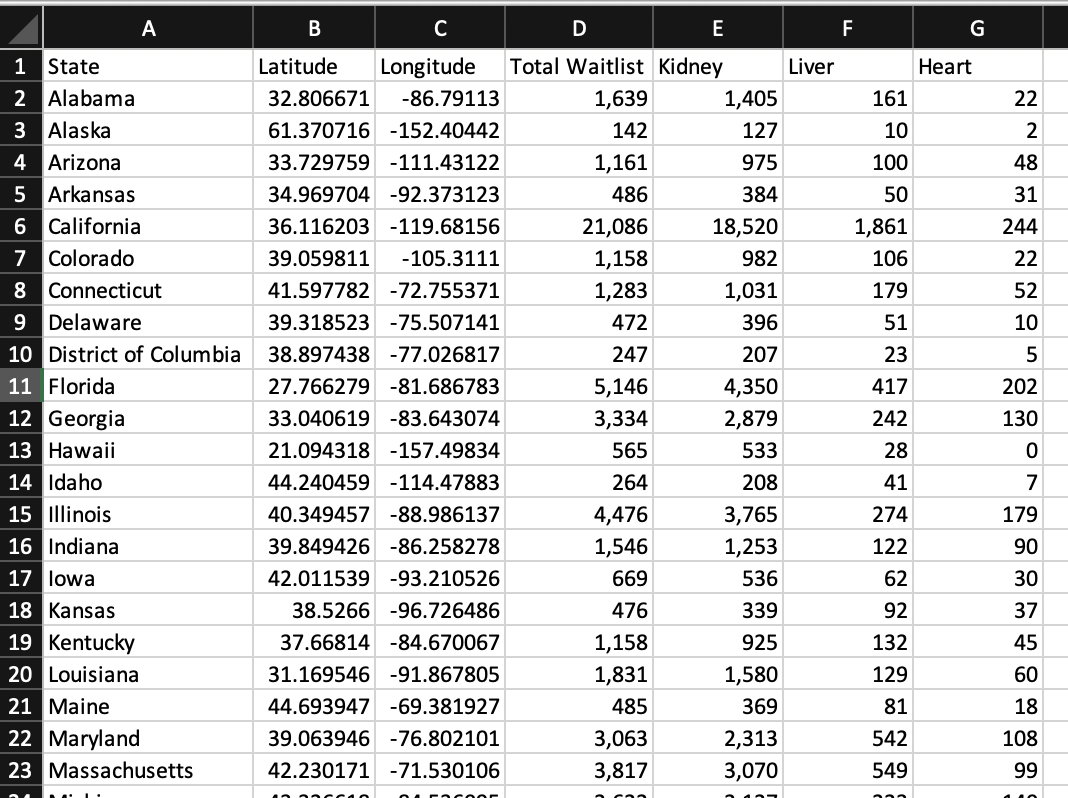 A B C D E F G
1 State Latitude Longitude Total Waitlist Kidney Liver Heart
2 Alabama 32.806671 -86.79113 1,639 1,405 161 22
3 Alaska 61.370716 -152.40442 142 127 10 2
4 Arizona 33.729759 -111.43122 1,161 975 100 48
5 Arkansas 34.969704 -92.373123 486 384 50 31
6 California 36.116203 -119.68156 21,086 18,520 1,861 244
7 Colorado 39.059811 -105.3111 1,158 982 106 22
8 Connecticut 41.597782 -72.755371 1,283 1,031 179 52
9 Delaware 39.318523 -75.507141 472 396 51 10
10 District of Columbia 38.897438 -77.026817 247 207 23 5
11 Florida 27.766279 -81.686783 5,146 4,350 417 202
12 Georgia 33.040619 -83.643074 3,334 2,879 242 130
13 Hawaii 21.094318 -157.49834 565 533 28 0
14 Idaho 44.240459 -114.47883 264 208 41 7
15 Illinois 40.349457 -88.986137 4,476 3,765 274 179
16 Indiana 39.849426 -86.258278 1,546 1,253 122 90
17 Iowa 42.011539 -93.210526 669 536 62 30
18 Kansas 38.5266 -96.726486 476 339 92 37
19 Kentucky 37.66814 -84.670067 1,158 925 132 45
20 Louisiana 31.169546 -91.867805 1,831 1,580 129 60
21 Maine 44.693947 -69.381927 485 369 81 18
22 Maryland 39.063946 -76.802101 3,063 2,313 542 108
23 Massachusetts 42.230171 -71.530106 3,817 3,070 549 99